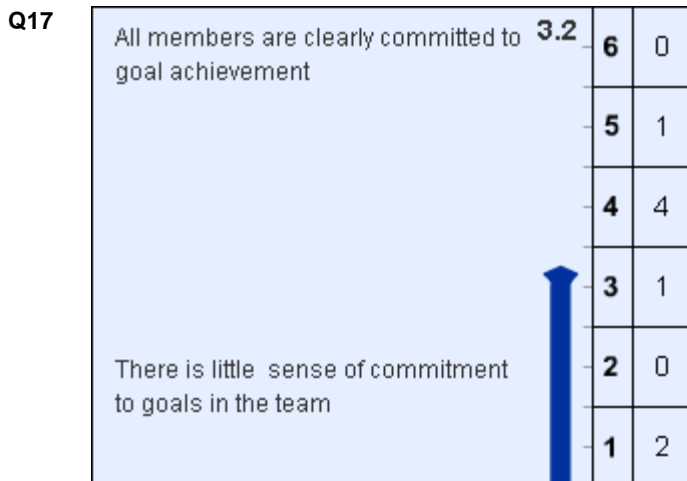 Q17
All members are clearly committed to 3.2
goal achievement
6 0
5 1
4 4
3 1
There is little sense of commitment
to goals in the team
2 0
1 2